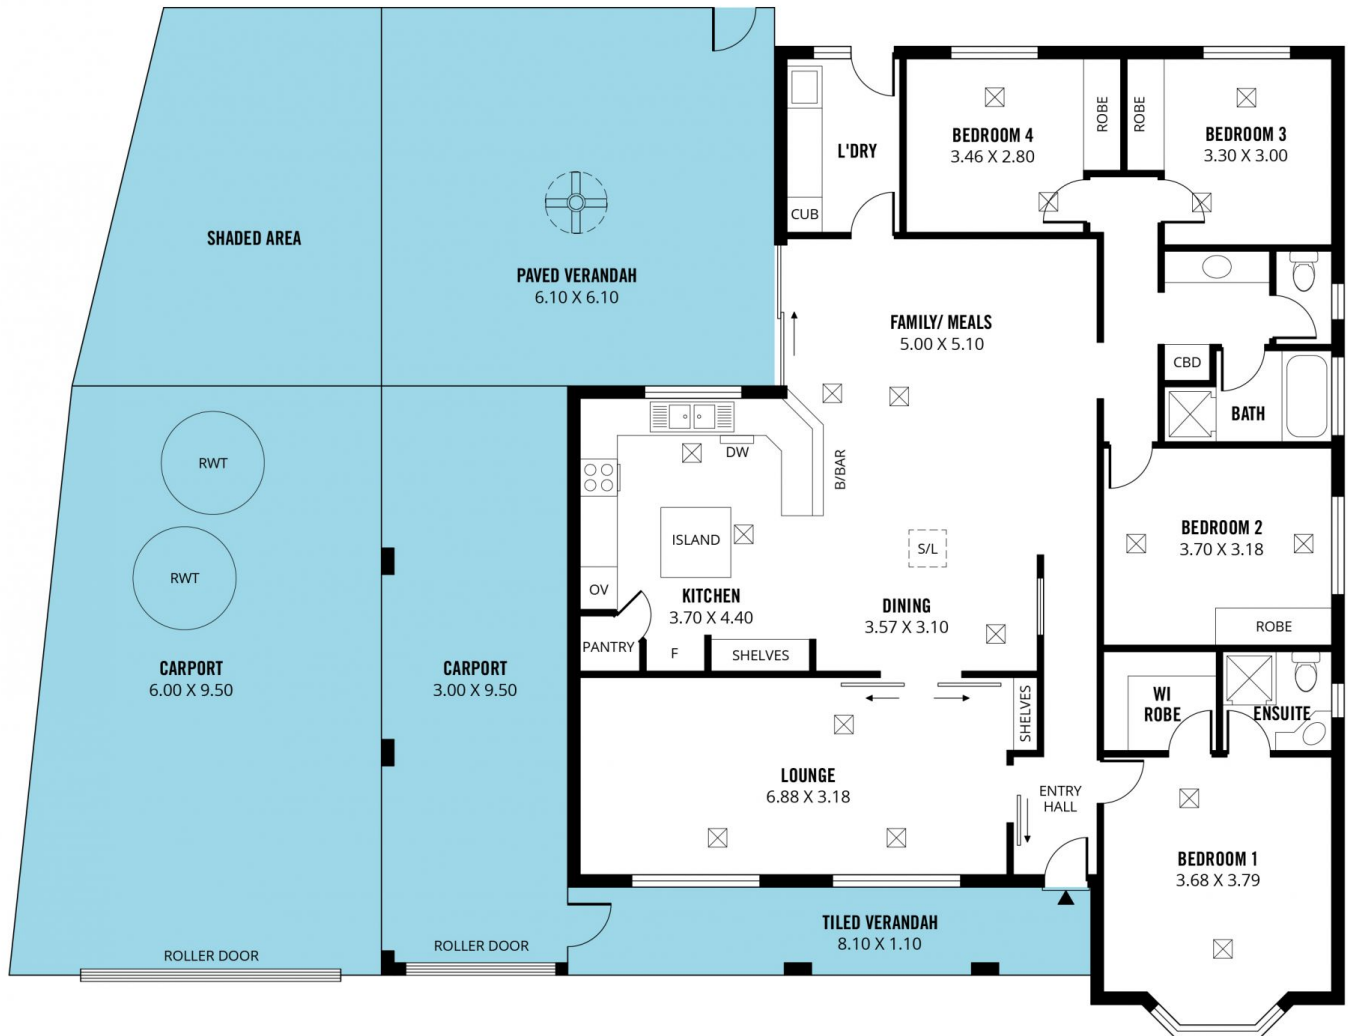 ROBE
ROBE
BEDROOM 4
3.46 X 2.80
BEDROOM 3
3.30 X 3.00
L'DRY
CUB
SHADED AREA
PAVED VERANDAH
6.10 X 6.10
FAMILY/ MEALS
5.00 X 5.10
CBD
BATH
RWT
DW
B/BAR
BEDROOM 2
3.70 X 3.18
ISLAND
S/L
RWT
OV
KITCHEN
3.70 X 4.40
DINING
3.57 X 3.10
ROBE
PANTRY
F
SHELVES
CARPORT
6.00 X 9.50
CARPORT
3.00 X 9.50
SHELVES
WI
ROBE
ENSUITE
LOUNGE
6.88 X 3.18
ENTRY
HALL
BEDROOM 1
3.68 X 3.79
TILED VERANDAH
8.10 X 1.10
ROLLER DOOR
ROLLER DOOR